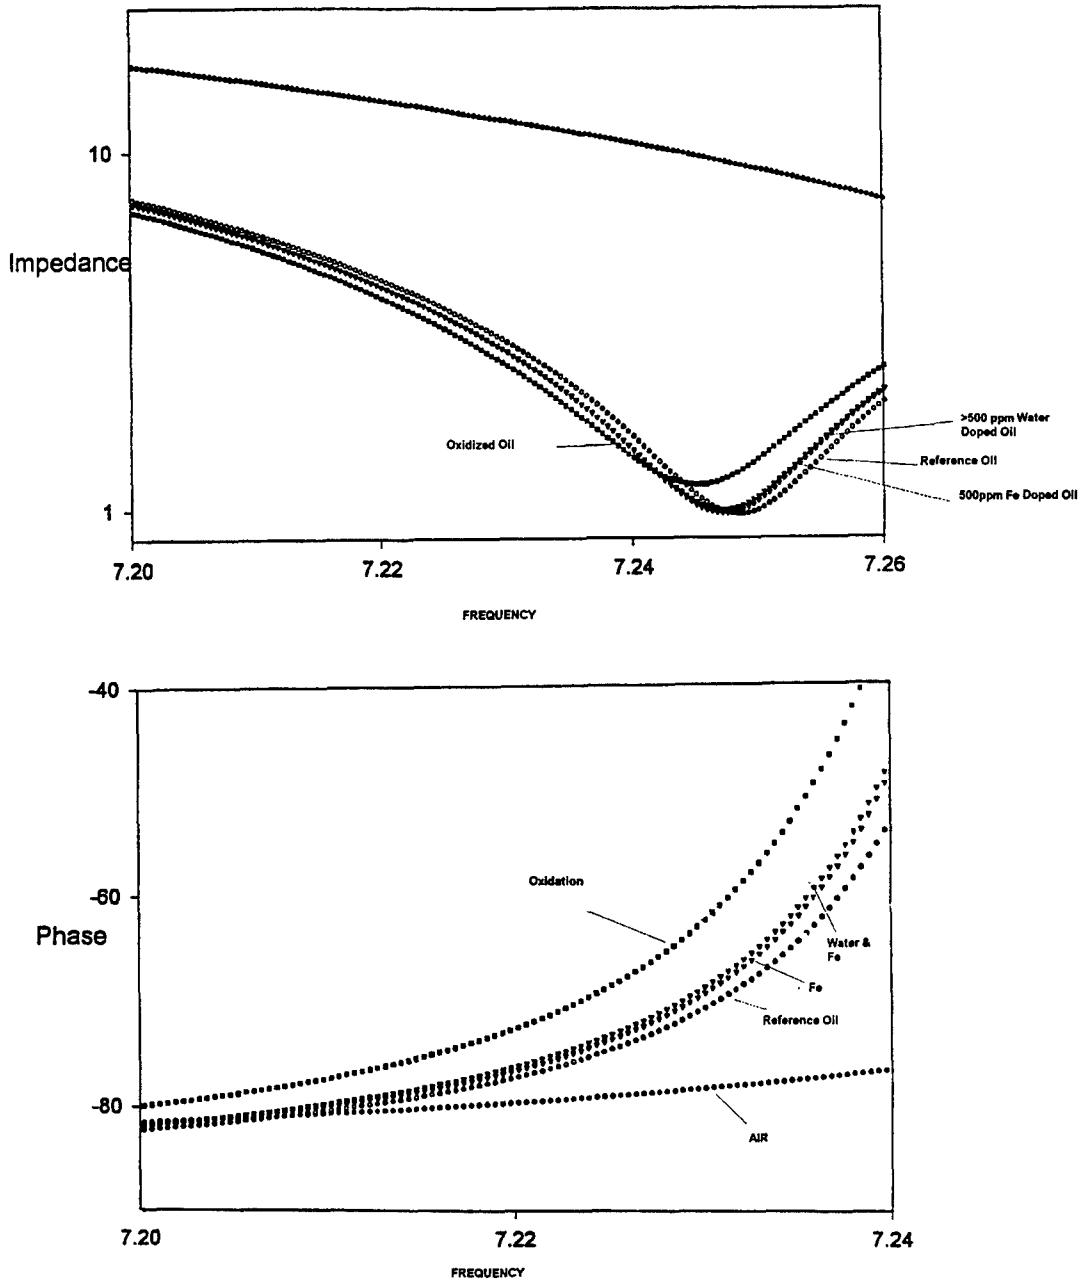 10
Impedance
Oxidized Oil
>500 ppm Water
Doped Oil
Reference Oil
500ppm Fe Doped Oil
1
7.20
7.22
7.24
7.26
FREQUENCY
-40
Oxidation
-60
Phase
Water &
Fe
Fe
Reference Oil
-80
AIR
7.20
7.22
7.24
FREQUENCY